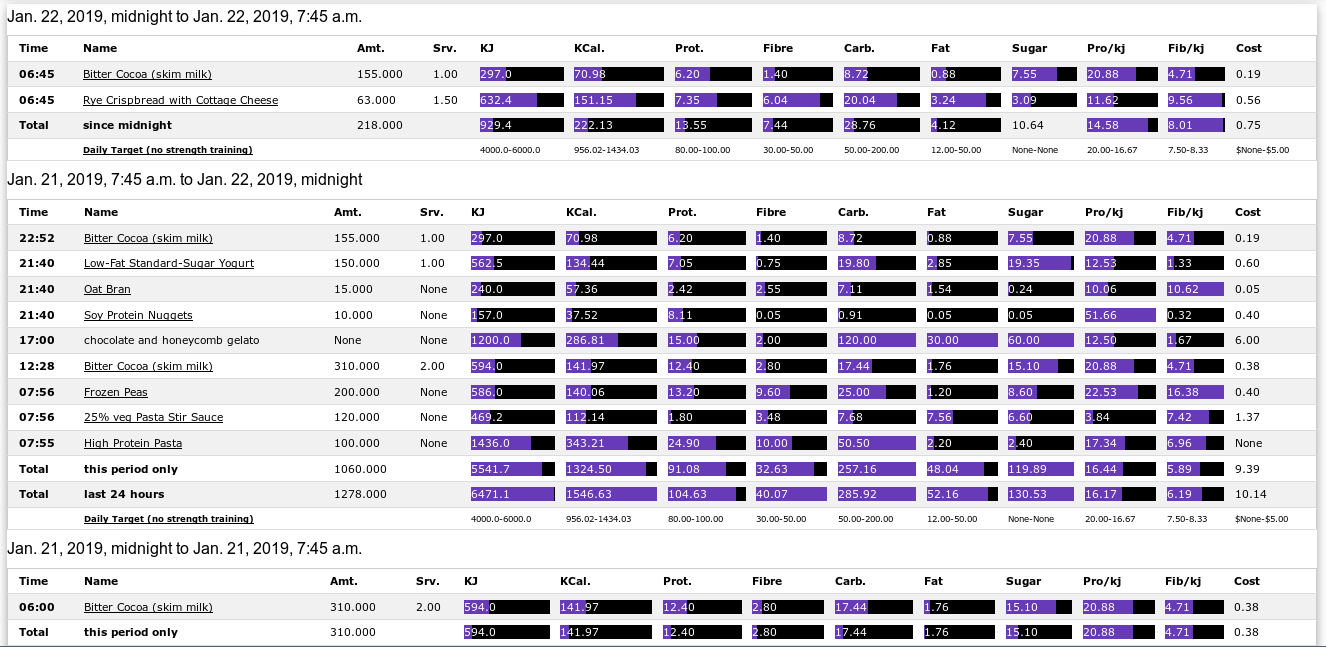 Jan. 22, 2019, midnight to Jan. 22, 2019, 7:45 a.m.
Time Name Amt. Srv. KJ KCal. Prot. Fibre Carb. Fat Sugar Pro/kj Fib/kj Cost
06:45 Bitter Cocoa (skim milk) 155.000 1.00 297.0 70.98 6.20 1.40 8.72 0.88 7.55 20.88 4.71 0.19
06:45 Rye Crispbread with Cottage Cheese 63.000 1.50 632.4 151.15 7.35 6.04 20.04 3.24 3.09 11.62 9.56 0.56
Total since midnight 218.000 929.4 222.13 13.55 7.44 28.76 4.12 10.64 14.58 8.01 0.75
Daily Target (no strength training) 4000.0-6000.0 956.02-1434.03 80.00-100.00 30.00-50.00 50.00-200.00 12.00-50.00 None-None 20.00-16.67 7.50-8.33 $None-$5.00
Jan. 21, 2019, 7:45 a.m. to Jan. 22, 2019, midnight
Time Name Amt. Srv. KJ KCal. Prot. Fibre Carb. Fat Sugar Pro/kj Fib/kj Cost
22:52 Bitter Cocoa (skim milk) 155.000 1.00 297.0 70.98 6.20 1.40 8.72 0.88 7.55 20.88 4.71 0.19
21:40 Low-Fat Standard-Sugar Yogurt 150.000 1.00 562.5 134.44 7.05 0.75 19.80 2.85 19.35 12.53 1.33 0.60
21:40 Oat Bran 15.000 None 240.0 57.36 2.42 2.55 7.11 1.54 0.24 10.06 10.62 0.05
21:40 Soy Protein Nuggets 10.000 None 157.0 37.52 8.11 0.05 0.91 0.05 0.05 51.66 0.32 0.40
17:00 chocolate and honeycomb gelato None None 1200.0 286.81 15.00 2.00 120.00 30.00 60.00 12.50 1.67 6.00
12:28 Bitter Cocoa (skim milk) 310.000 2.00 594.0 141.97 12.40 2.80 17.44 1.76 15.10 20.88 4.71 0.38
07:56 Frozen Peas 200.000 None 586.0 140.06 13.20 9.60 25.00 1.20 8.60 22.53 16.38 0.40
07:56 25% veg Pasta Stir Sauce 120.000 None 469.2 112.14 1.80 3.48 7.68 7.56 6.60 3.84 7.42 1.37
07:55 High Protein Pasta 100.000 None 1436.0 343.21 24.90 10.00 50.50 2.20 2.40 17.34 6.96 None
Total this period only 1060.000 5541.7 1324.50 91.08 32.63 257.16 48.04 119.89 16.44 5.89 9.39
Total last 24 hours 1278.000 6471.1 1546.63 104.63 40.07 285.92 52.16 130.53 16.17 6.19 10.14
Daily Target (no strength training) 4000.0-6000.0 956.02-1434.03 80.00-100.00 30.00-50.00 50.00-200.00 12.00-50.00 None-None 20.00-16.67 7.50-8.33 $None-$5.00
Jan. 21, 2019, midnight to Jan. 21, 2019, 7:45 a.m.
Time Name Amt. Srv. KJ KCal. Prot. Fibre Carb. Fat Sugar Pro/kj Fib/kj Cost
06:00 Bitter Cocoa (skim milk) 310.000 2.00 594.0 141.97 12.40 2.80 17.44 1.76 15.10 20.88 4.71 0.38
Total this period only 310.000 594.0 141.97 12.40 2.80 17.44 1.76 15.10 20.88 4.71 0.38